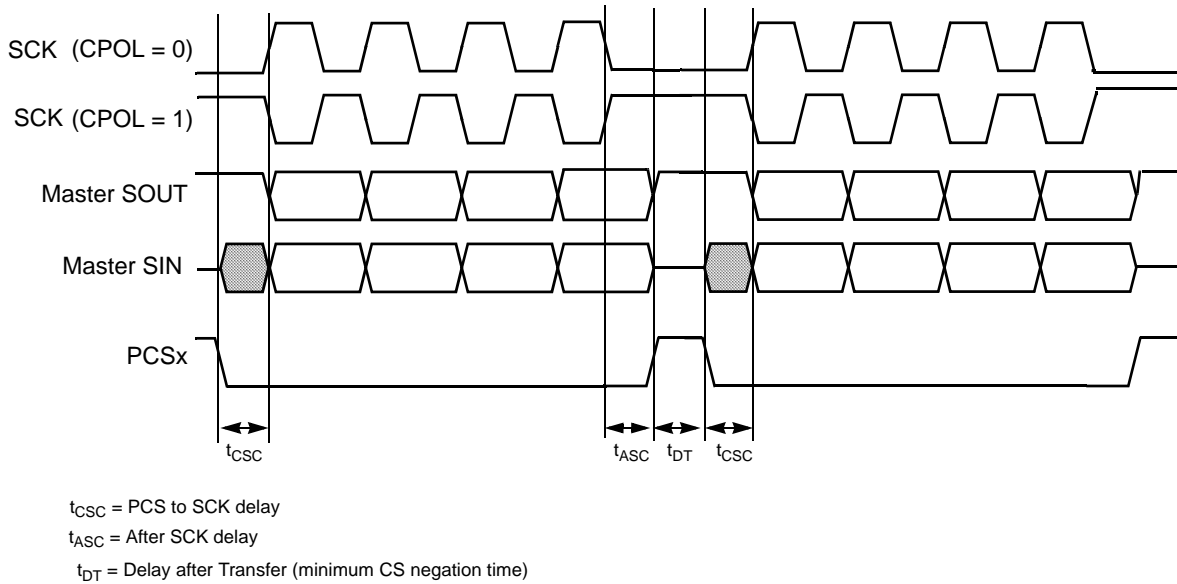 SCK (CPOL = 0)
SCK (CPOL = 1)
Master SOUT
Master SIN
PCSx
tCSC
tASC
tDT
tCSC
tCSC = PCS to SCK delay
tASC = After SCK delay
tDT = Delay after Transfer (minimum CS negation time)